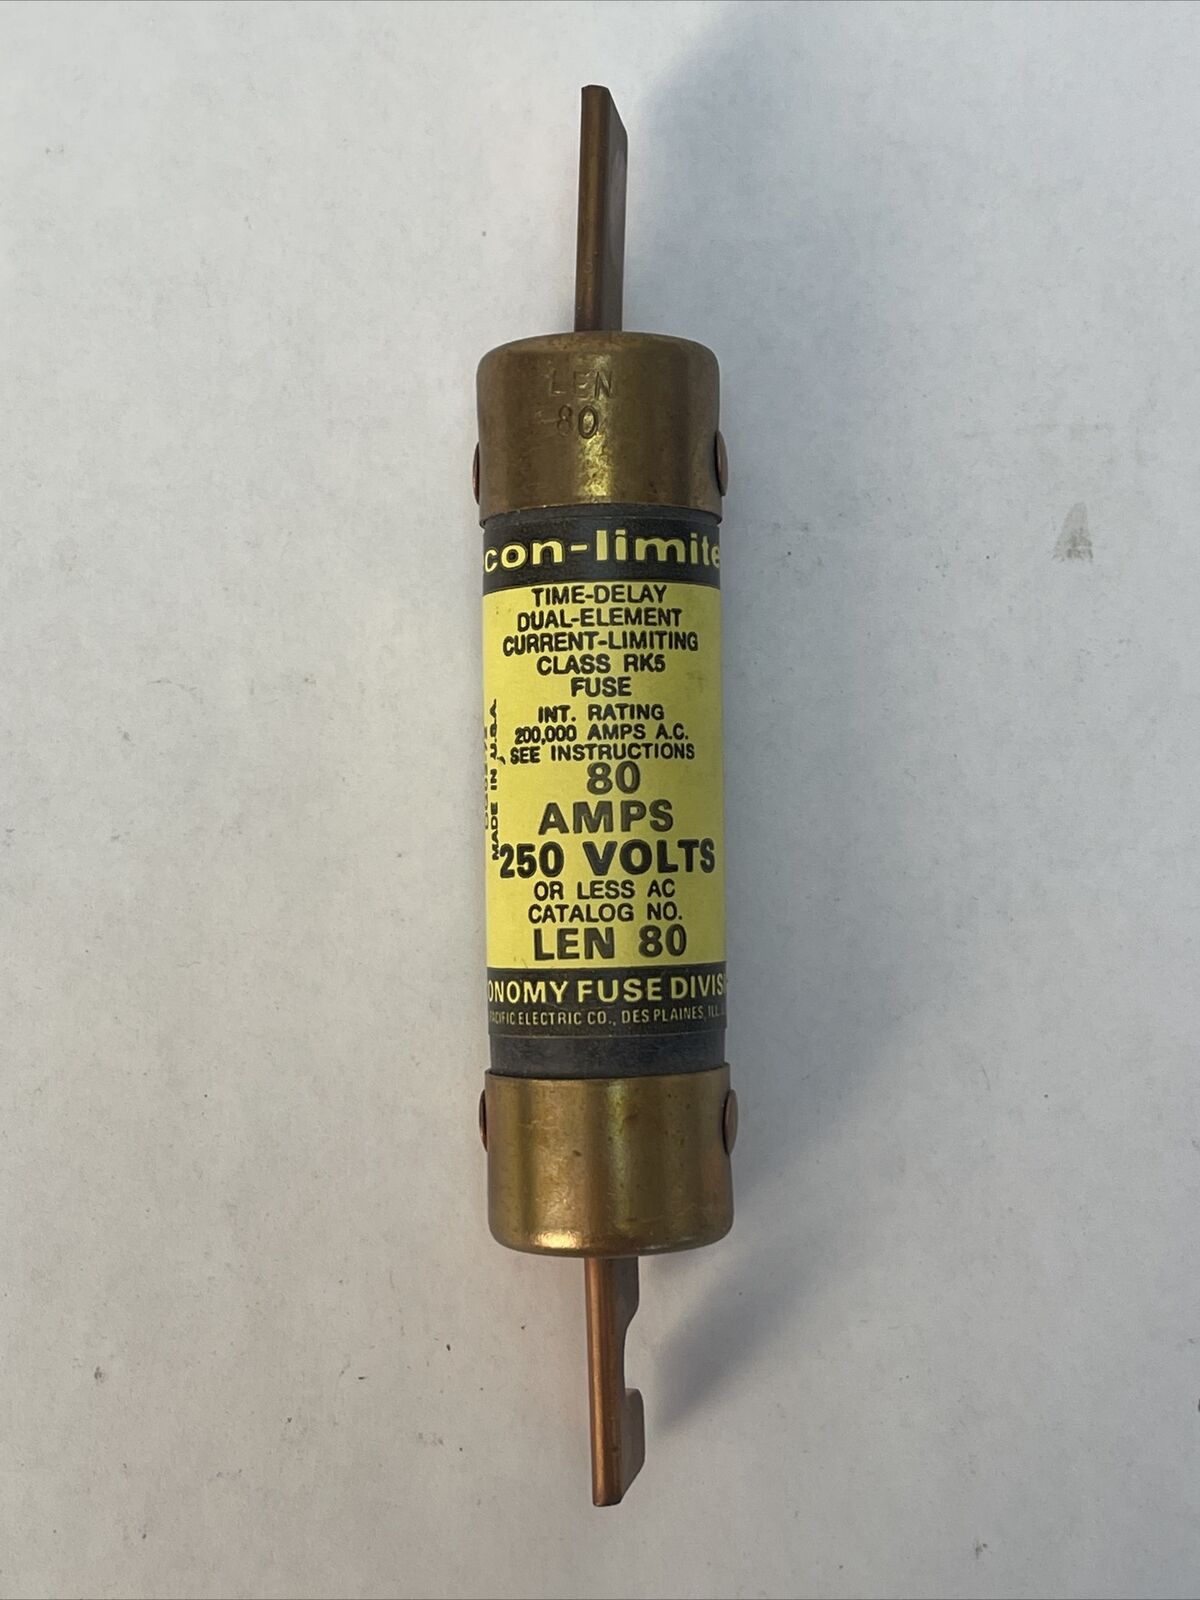 LEN
80
con-limite
TIME-DELAY
DUAL-ELEMENT
CURRENT-LIMITING
CLASS RK5
FUSE
INT. RATING
200,000 AMPS A.C.
SEE INSTRUCTIONS
80
AMPS
250 VOLTS
OR LESS AC
CATALOG NO.
LEN 80
MADE IN U.S.A.
ONOMY FUSE DIVIS
PACIFIC ELECTRIC CO., DES PLAINES, ILL.